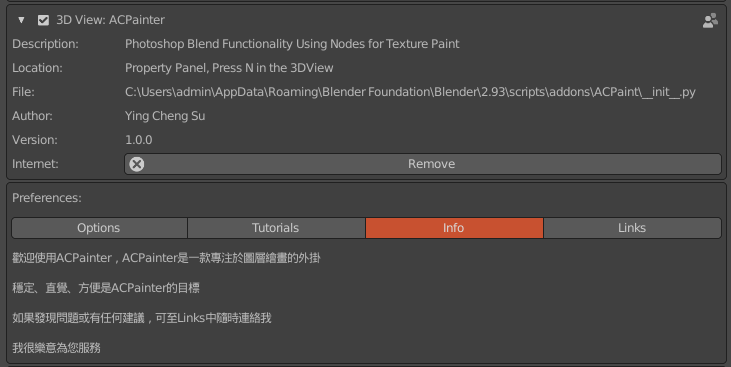 3D View: ACPainter
Description: Photoshop Blend Functionality Using Nodes for Texture Paint
Location: Property Panel, Press N in the 3DView
File: C:\Users\admin\AppData\Roaming\Blender Foundation\Blender\2.93\scripts\addons\ACPaint\__init__.py
Author: Ying Cheng Su
Version: 1.0.0
Internet: Remove
Preferences:
Options Tutorials Info Links
歡迎使用ACPainter，ACPainter是一款專注於圖層繪畫的外掛
穩定、直覺、方便是ACPainter的目標
如果發現問題或有任何建議，可至Links中隨時連絡我
我很樂意為您服務